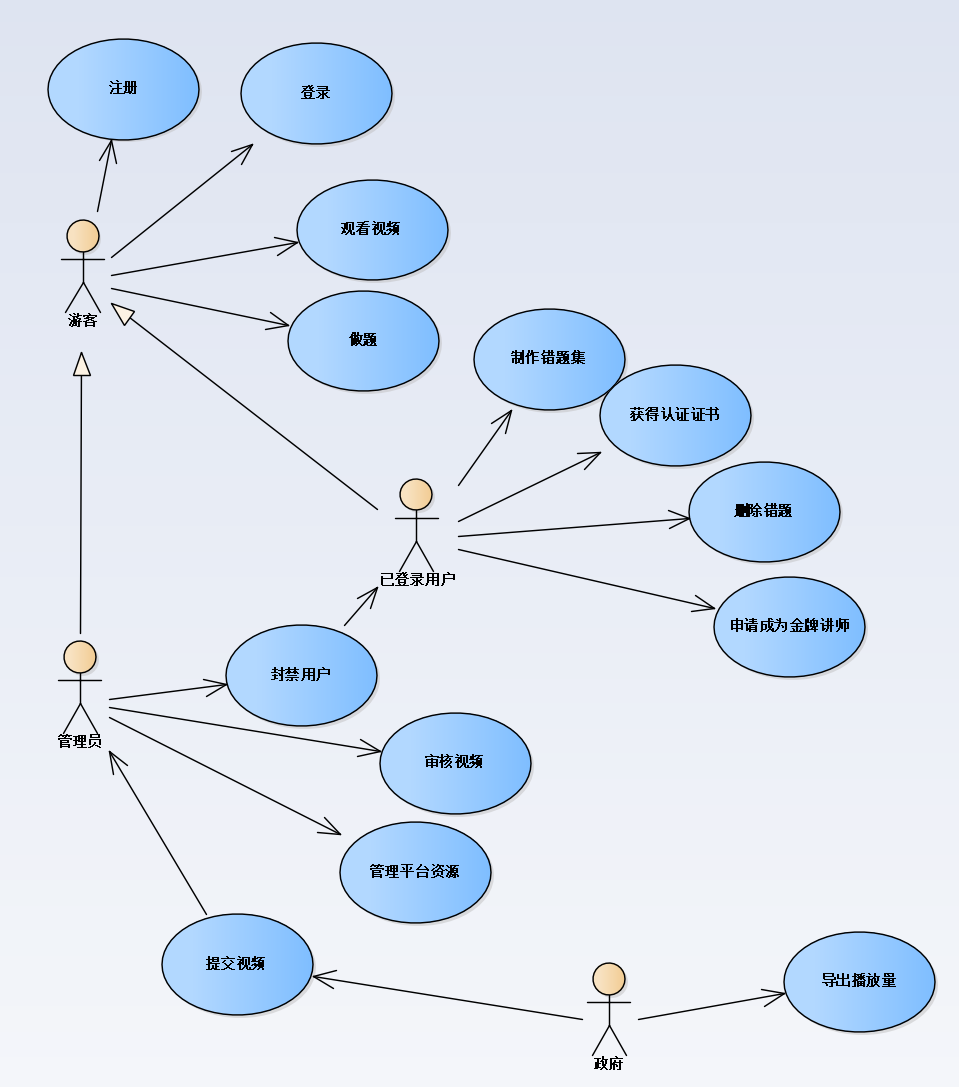 注册
登录
观看视频
游客
做题
制作错题集
获得认证证书
删除错题
已登录用户
申请成为金牌讲师
封禁用户
管理员
审核视频
管理平台资源
提交视频
导出播放量
政府